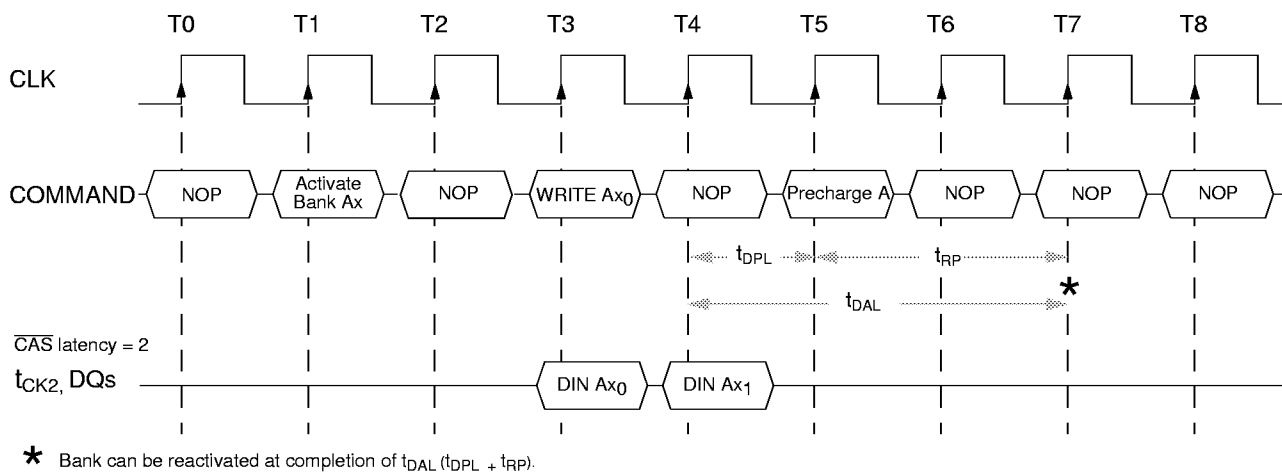 T0 T1 T2 T3 T4 T5 T6 T7 T8
CLK
COMMAND NOP Activate Bank Ax NOP WRITE Ax0 NOP Precharge A NOP NOP NOP
tDPL tRP
tDAL *
CAS latency = 2
tCK2, DQs DIN Ax0 DIN Ax1
* Bank can be reactivated at completion of tDAL (tDPL + tRP).